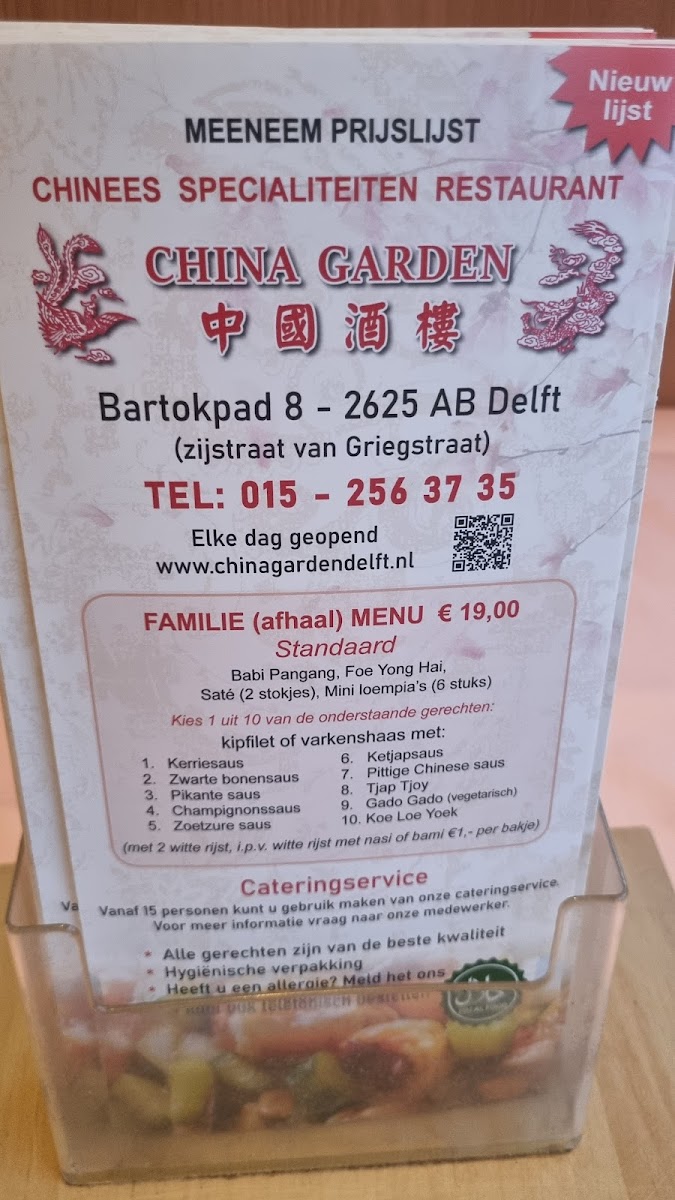 Nieuw
lijst
MEENEEM PRIJSLIJST
CHINEES SPECIALITEITEN RESTAURANT
CHINA GARDEN
中國酒樓
Bartokpad 8 - 2625 AB Delft
(zijstraat van Griegstraat)
TEL: 015 - 256 37 35
Elke dag geopend
www.chinagardendelft.nl
FAMILIE (afhaal) MENU € 19,00
Standaard
Babi Pangang, Foe Yong Hai,
Saté (2 stokjes), Mini loempia's (6 stuks)
Kies 1 uit 10 van de onderstaande gerechten:
kipfilet of varkenshaas met:
1. Kerriesaus
2. Zwarte bonensaus
3. Pikante saus
4. Champignonssaus
5. Zoetzure saus
6. Ketjapsaus
7. Pittige Chinese saus
8. Tjap Tjoy
9. Gado Gado (vegetarisch)
10. Koe Loe Yoek
(met 2 witte rijst, i.p.v. witte rijst met nasi of bami €1,- per bakje)
Cateringservice
Va
Vanaf 15 personen kunt u gebruik maken van onze cateringservice.
Voor meer informatie vraag naar onze medewerker.
* Alle gerechten zijn van de beste kwaliteit
* Hygiënische verpakking
* Heeft u een allergie? Meld het ons